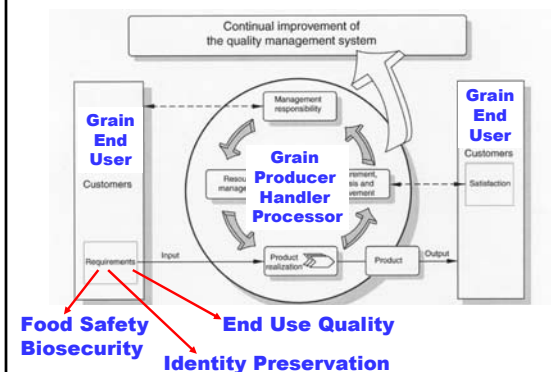 Continual improvement of
the quality management system
Management
responsibility
Grain
End
User
Customers
Grain
End
User
Customers
Grain
Producer
Handler
Processor
Satisfaction
Requirements
Input
Product
realization
Product
Output
Food Safety
Biosecurity
End Use Quality
Identity Preservation